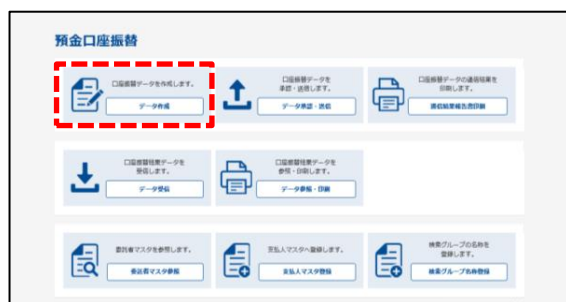 預金口座振替
口座振替データを作成します。
データ作成
口座振替データを
承認・送信します。
データ承認・送信
口座振替データの通信結果を
印刷します。
通信結果報告書印刷
口座振替結果データを
受信します。
データ受信
口座振替結果データを
参照・印刷します。
データ参照・印刷
委託者マスタを参照します。
委託者マスタ参照
支払人マスタへ登録します。
支払人マスタ登録
検索グループの名称を
登録します。
検索グループ名称登録